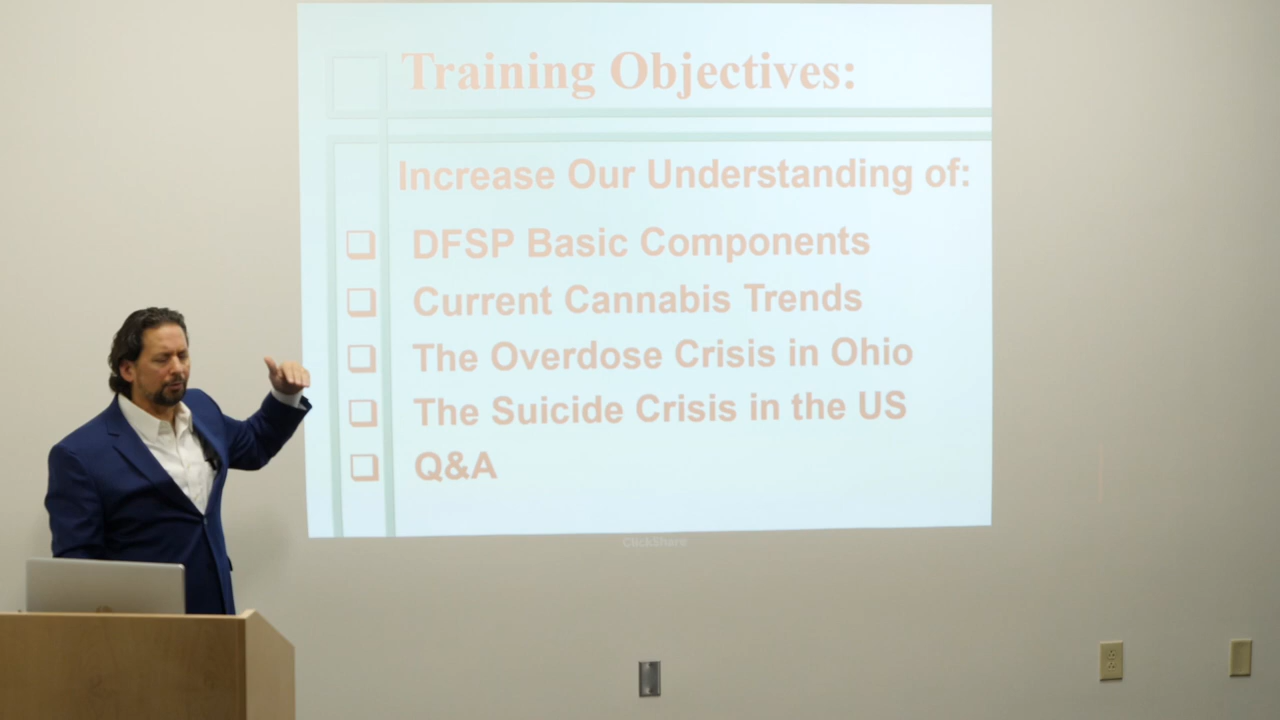 Training Objectives:
Increase Our Understanding of:
DFSP Basic Components
Current Cannabis Trends
The Overdose Crisis in Ohio
The Suicide Crisis in the US
Q&A
ClickShare